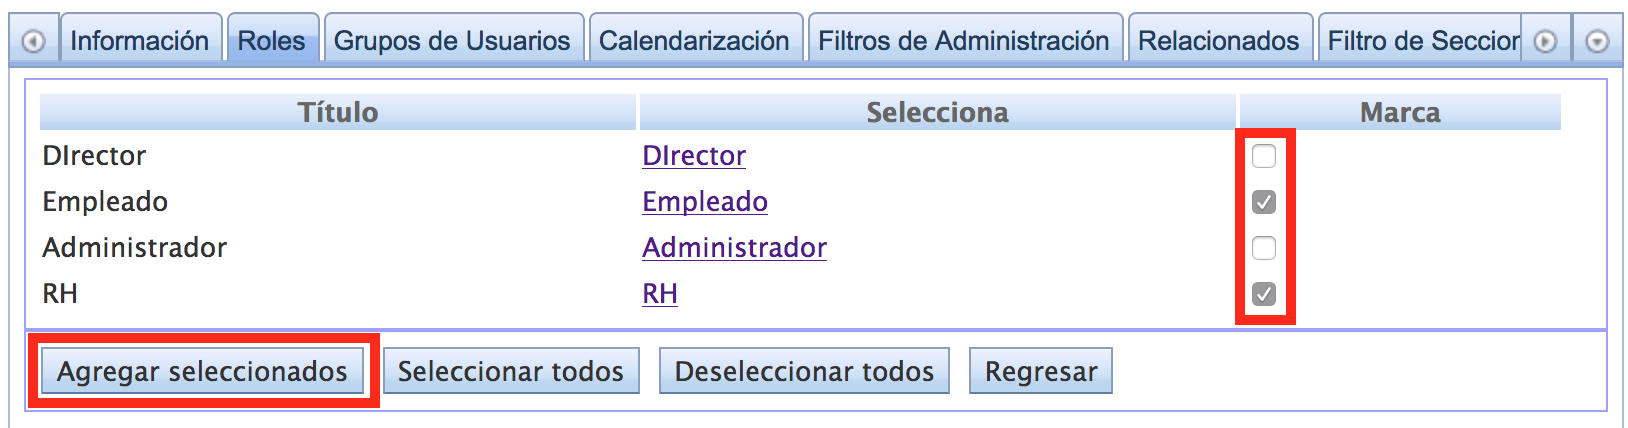 Información Roles Grupos de Usuarios Calendarización Filtros de Administración Relacionados Filtro de Seccion
Título Selecciona Marca
DIrector DIrector
Empleado Empleado
Administrador Administrador
RH RH
Agregar seleccionados Seleccionar todos Deseleccionar todos Regresar